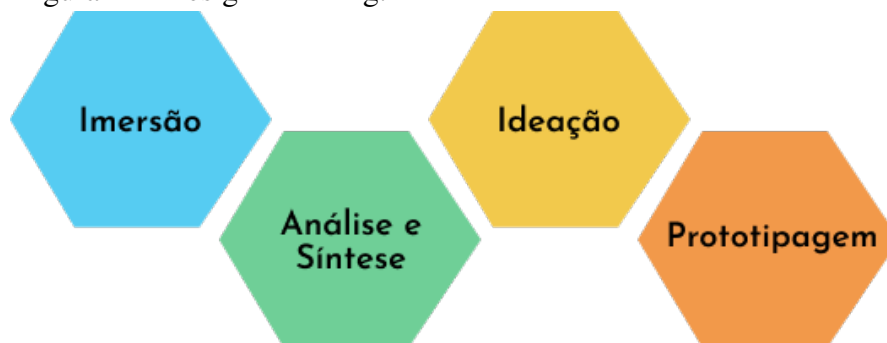 Imersão
Análise e
Síntese
Ideação
Prototipagem